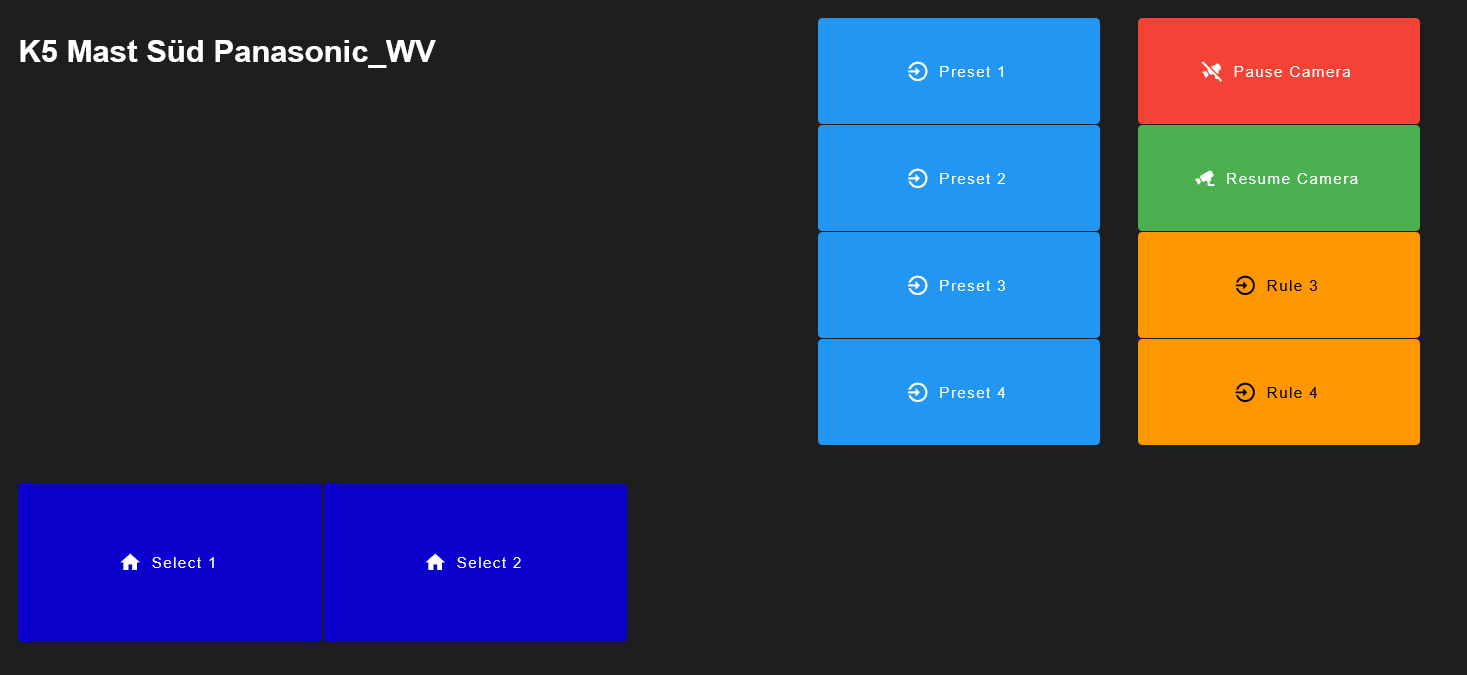 K5 Mast Süd Panasonic_WV
Preset 1
Pause Camera
Preset 2
Resume Camera
Preset 3
Rule 3
Preset 4
Rule 4
Select 1
Select 2